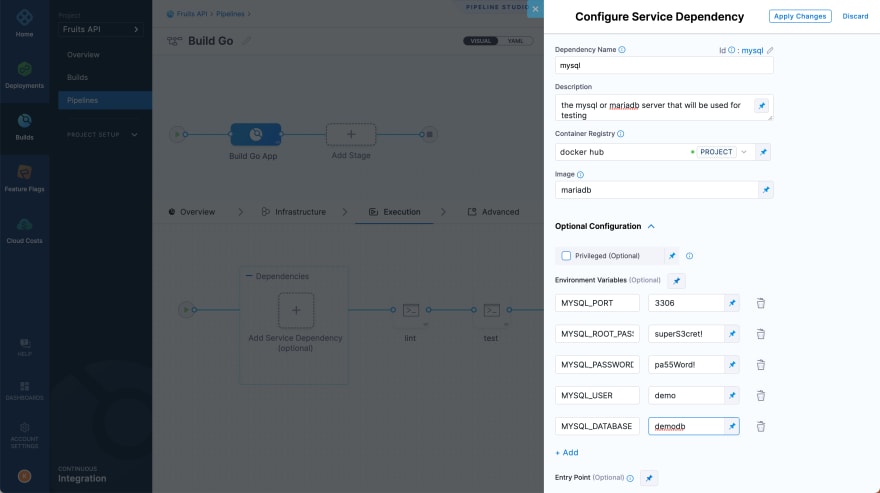 Home
Deployments
Builds
Feature Flags
Cloud Costs
HELP
DASHBOARDS
ACCOUNT
SETTINGS
Project
Fruits API
Overview
Builds
Pipelines
PROJECT SETUP
CONTINUOUS
Integration
Fruits API > Pipelines >
PIPELINE STUDIO
Build Go
VISUAL
YAML
Build Go App
Add Stage
Overview
Infrastructure
Execution
Advanced
Dependencies
Add Service Dependency
(optional)
lint
test
Configure Service Dependency
Apply Changes
Discard
Dependency Name
Id : mysql
mysql
Description
the mysql or mariadb server that will be used for
testing
Container Registry
docker hub
PROJECT
Image
mariadb
Optional Configuration
Privileged (Optional)
Environment Variables (Optional)
MYSQL_PORT
3306
MYSQL_ROOT_PAS
superS3cret!
MYSQL_PASSWORD
pa55Word!
MYSQL_USER
demo
MYSQL_DATABASE
demodb
+ Add
Entry Point (Optional)